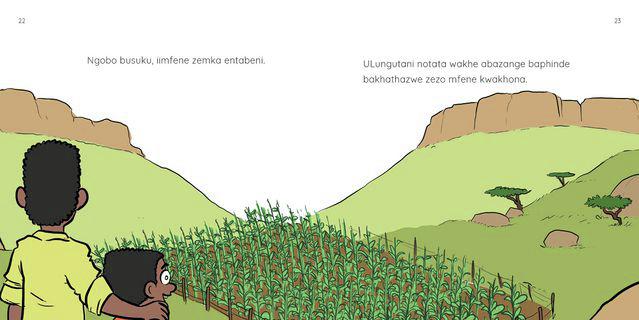 22
23
Ngobo busuku, iimfene zemka entabeni.
ULungutani notata wakhe abazange baphinde
bakhathazwe zezo mfene kwakhona.